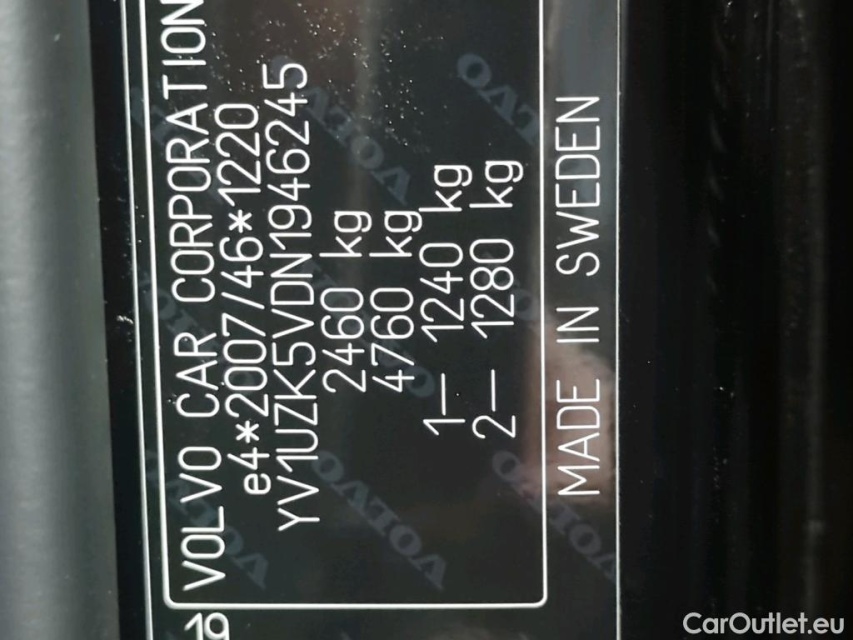 VOLVO CAR CORPORATION
e4*2007/46*1220
YV1UZK5VDN1946245
2460 kg
4760 kg
1— 1240 kg
2— 1280 kg
MADE IN SWEDEN
19
CarOutlet.eu